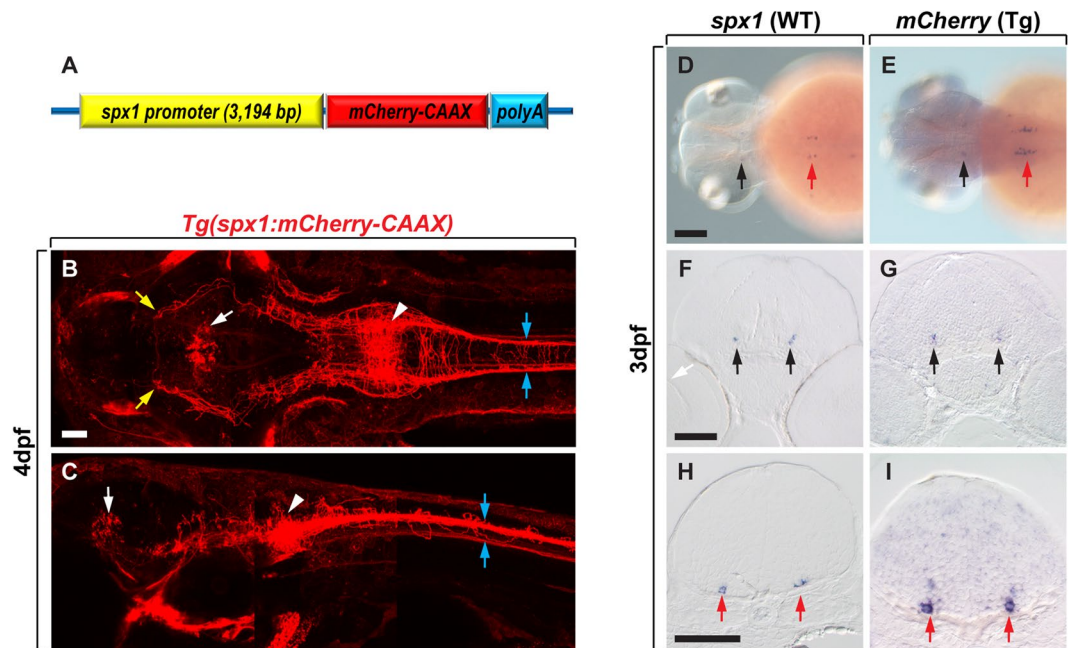 A
spx1 promoter (3,194 bp) mCherry-CAAX polyA
Tg(spx1:mCherry-CAAX)
4dpf
B
C
spx1 (WT) mCherry (Tg)
3dpf
D E
F G
H I